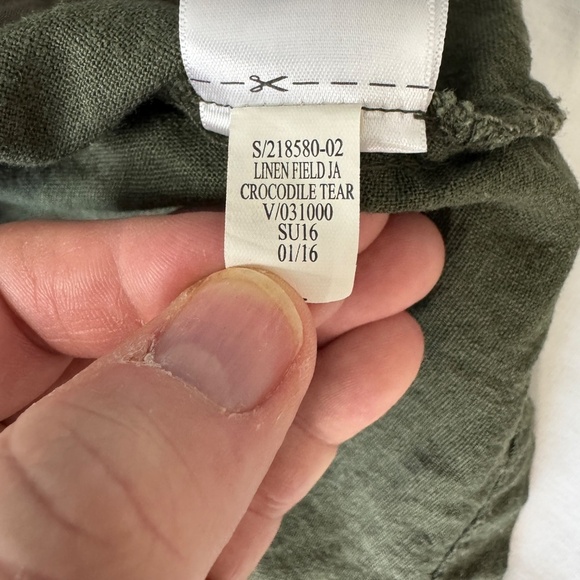 S/218580-02
LINEN FIELD JA
CROCODILE TEAR
V/031000
SU16
01/16